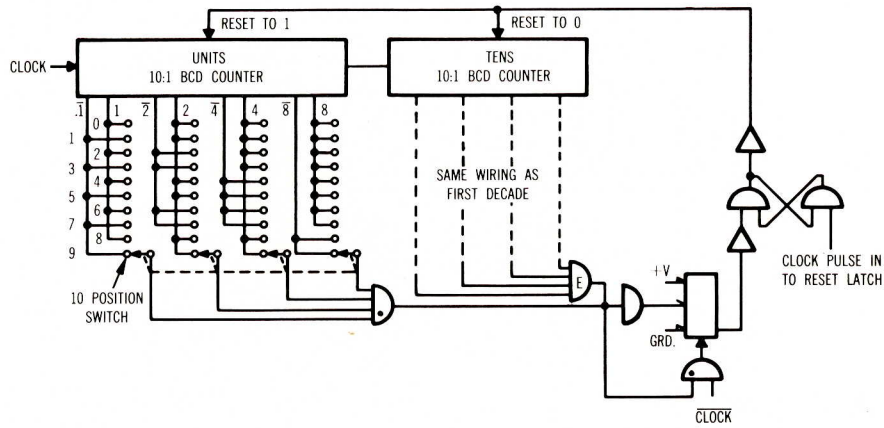 RESET TO 1
RESET TO 0
CLOCK
UNITS
10:1 BCD COUNTER
TENS
10:1 BCD COUNTER
1̅ 1 2̅ 2 4̅ 4 8̅ 8
0
1
2
3
4
5
6
7
8
9
SAME WIRING AS
FIRST DECADE
10 POSITION
SWITCH
E
+V
GRD.
CLOCK PULSE IN
TO RESET LATCH
C̅L̅O̅C̅K̅